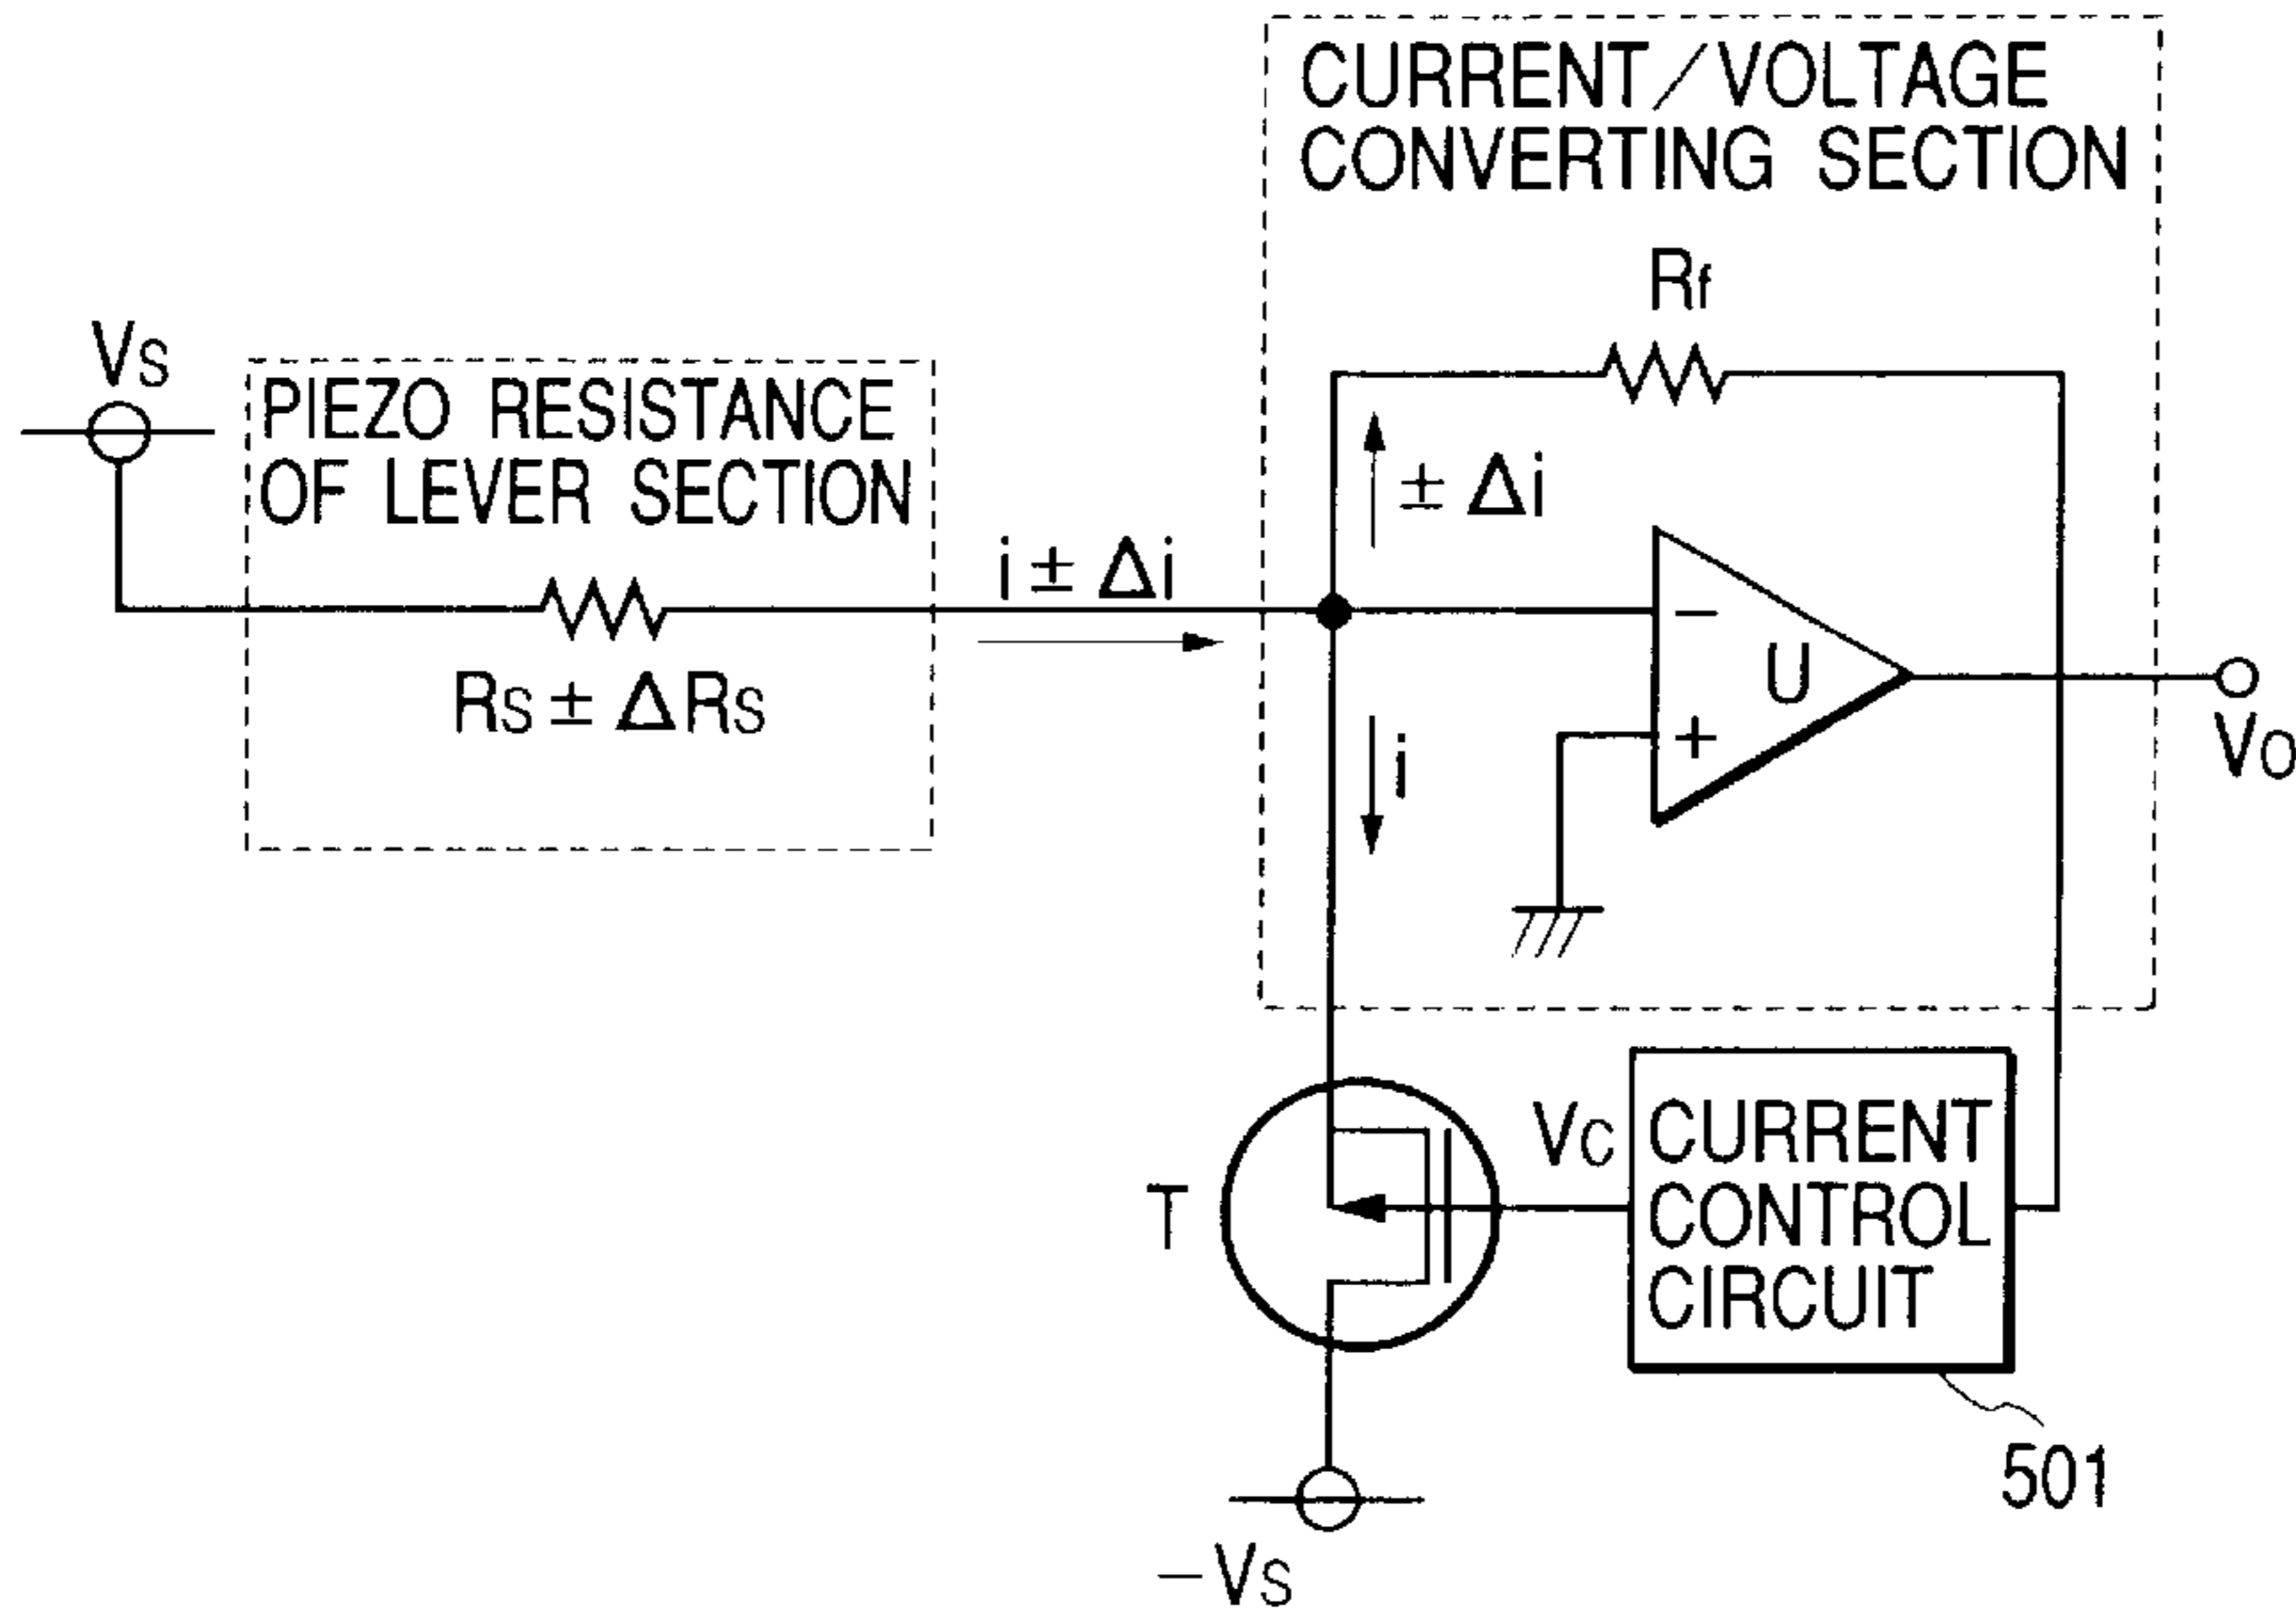 CURRENT/VOLTAGE
CONVERTING SECTION
Rf
VS
PIEZO RESISTANCE
OF LEVER SECTION
± Δi
i ± Δi
RS ± ΔRS
−
U
+
i
VO
T
VC
CURRENT
CONTROL
CIRCUIT
501
−VS